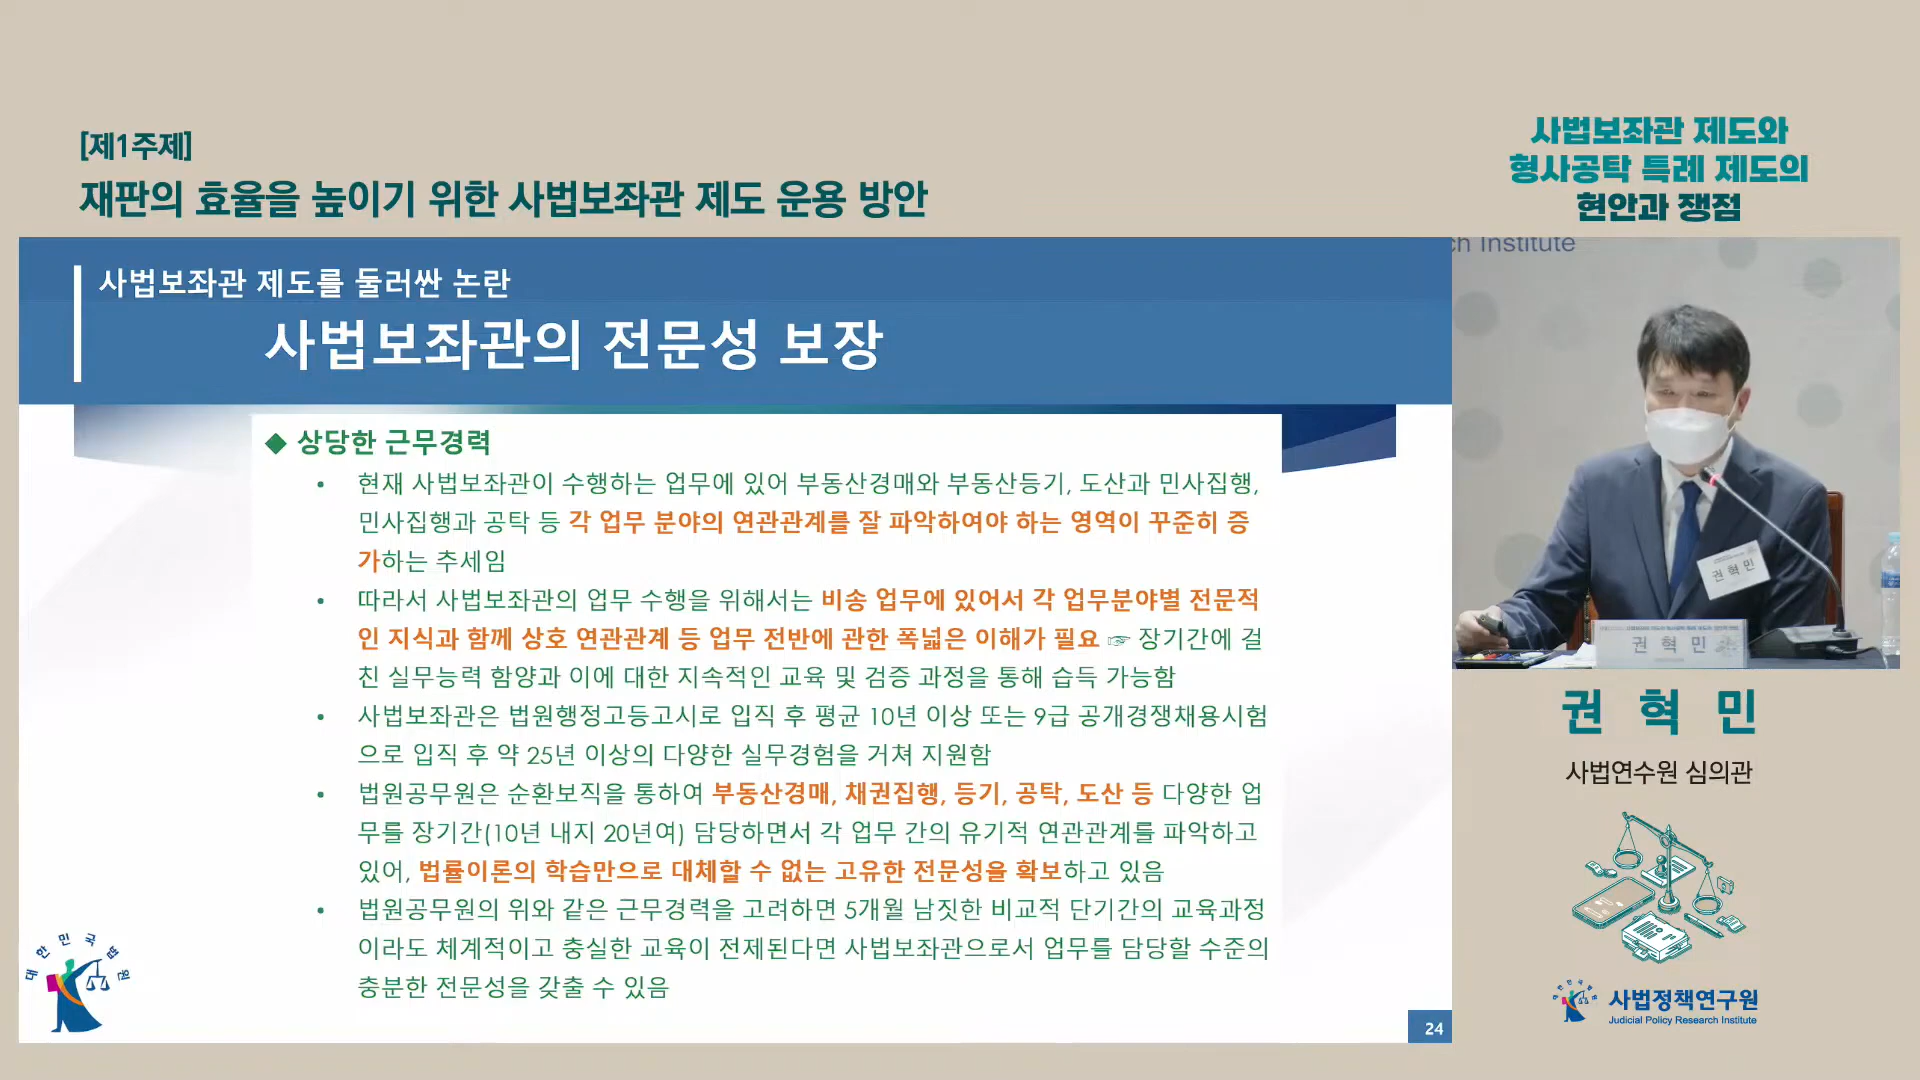 [제1주제]
재판의 효율을 높이기 위한 사법보좌관 제도 운용 방안
사법보좌관 제도와
형사공탁 특례 제도의
현안과 쟁점
사법보좌관 제도를 둘러싼 논란
사법보좌관의 전문성 보장
◆ 상당한 근무경력
• 현재 사법보좌관이 수행하는 업무에 있어 부동산경매와 부동산등기, 도산과 민사집행,
민사집행과 공탁 등 각 업무 분야의 연관관계를 잘 파악하여야 하는 영역이 꾸준히 증
가하는 추세임
• 따라서 사법보좌관의 업무 수행을 위해서는 비송 업무에 있어서 각 업무분야별 전문적
인 지식과 함께 상호 연관관계 등 업무 전반에 관한 폭넓은 이해가 필요 ☞ 장기간에 걸
친 실무능력 함양과 이에 대한 지속적인 교육 및 검증 과정을 통해 습득 가능함
• 사법보좌관은 법원행정고등고시로 입직 후 평균 10년 이상 또는 9급 공개경쟁채용시험
으로 입직 후 약 25년 이상의 다양한 실무경험을 거쳐 지원함
• 법원공무원은 순환보직을 통하여 부동산경매, 채권집행, 등기, 공탁, 도산 등 다양한 업
무를 장기간(10년 내지 20년여) 담당하면서 각 업무 간의 유기적 연관관계를 파악하고
있어, 법률이론의 학습만으로 대체할 수 없는 고유한 전문성을 확보하고 있음
• 법원공무원의 위와 같은 근무경력을 고려하면 5개월 남짓한 비교적 단기간의 교육과정
이라도 체계적이고 충실한 교육이 전제된다면 사법보좌관으로서 업무를 담당할 수준의
충분한 전문성을 갖출 수 있음
대한민국법원
24
ch Institute
권혁민
권 혁 민
권 혁 민
사법연수원 심의관
대한민국법원
사법정책연구원
Judicial Policy Research Institute